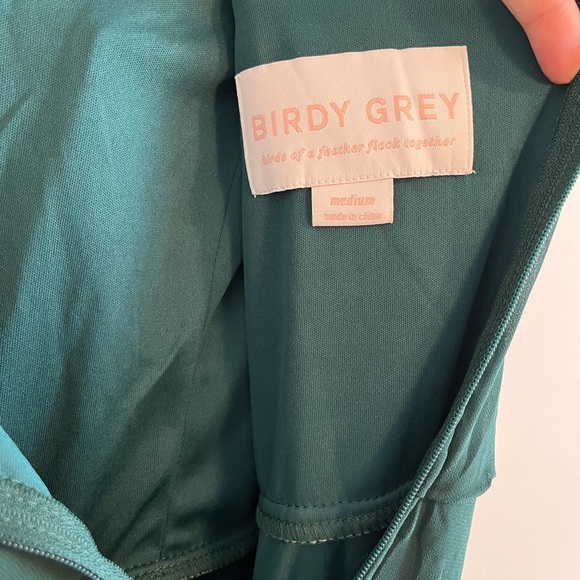 BIRDY GREY
birds of a feather flock together
medium
made in china